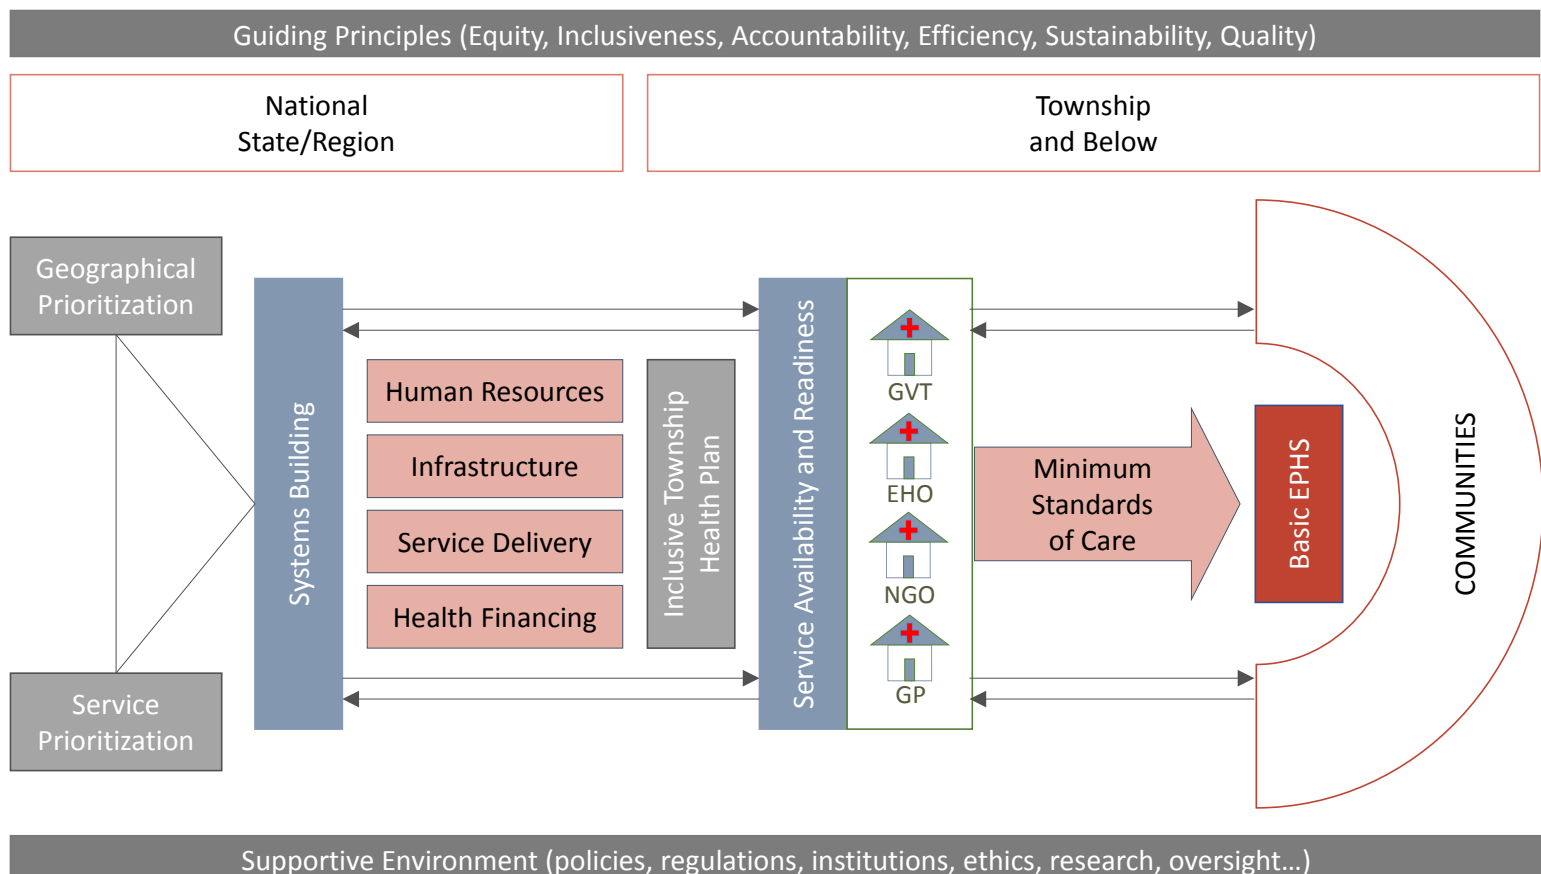 Guiding Principles (Equity, Inclusiveness, Accountability, Efficiency, Sustainability, Quality)
National
State/Region
Township
and Below
Geographical
Prioritization
Service
Prioritization
Systems Building
Human Resources
Infrastructure
Service Delivery
Health Financing
Inclusive Township
Health Plan
Service Availability and Readiness
GVT
EHO
NGO
GP
Minimum
Standards
of Care
Basic EPHS
COMMUNITIES
Supportive Environment (policies, regulations, institutions, ethics, research, oversight...)